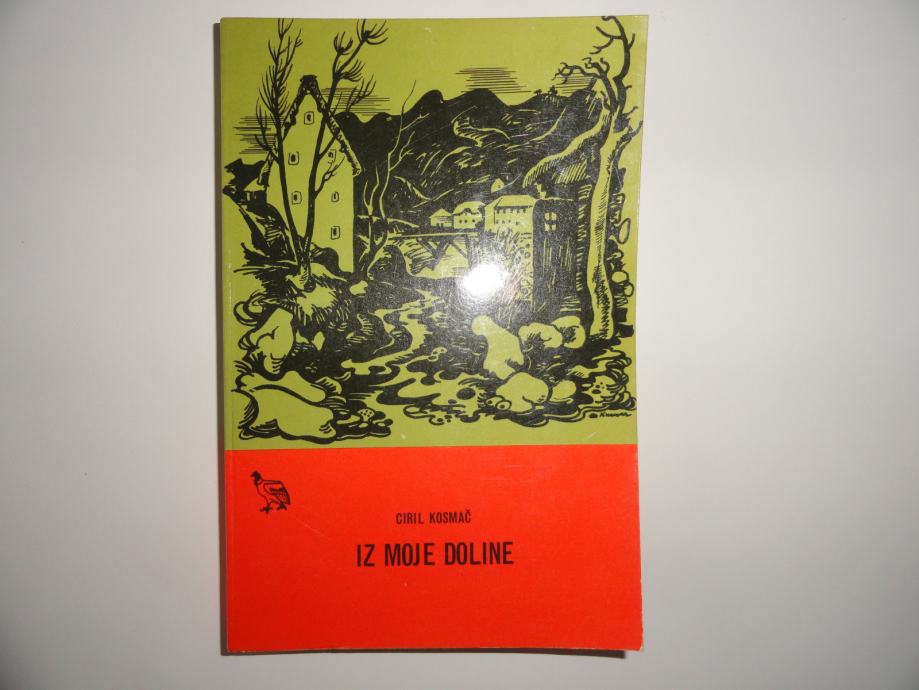 CIRIL KOSMAČ
IZ MOJE DOLINE